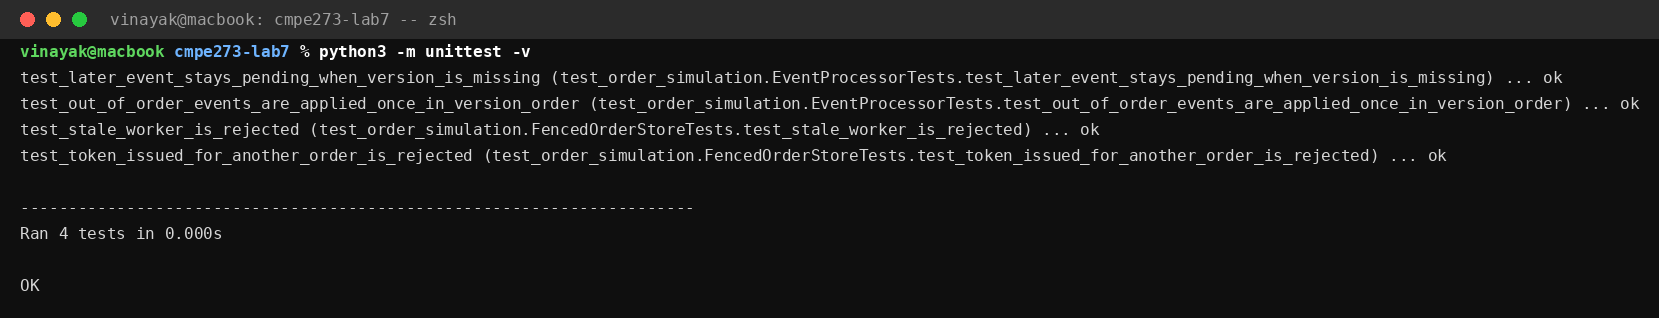 vinayak@macbook: cmpe273-lab7 -- zsh
vinayak@macbook cmpe273-lab7 % python3 -m unittest -v
test_later_event_stays_pending_when_version_is_missing (test_order_simulation.EventProcessorTests.test_later_event_stays_pending_when_version_is_missing) ... ok
test_out_of_order_events_are_applied_once_in_version_order (test_order_simulation.EventProcessorTests.test_out_of_order_events_are_applied_once_in_version_order) ... ok
test_stale_worker_is_rejected (test_order_simulation.FencedOrderStoreTests.test_stale_worker_is_rejected) ... ok
test_token_issued_for_another_order_is_rejected (test_order_simulation.FencedOrderStoreTests.test_token_issued_for_another_order_is_rejected) ... ok
----------------------------------------------------------------------
Ran 4 tests in 0.000s
OK